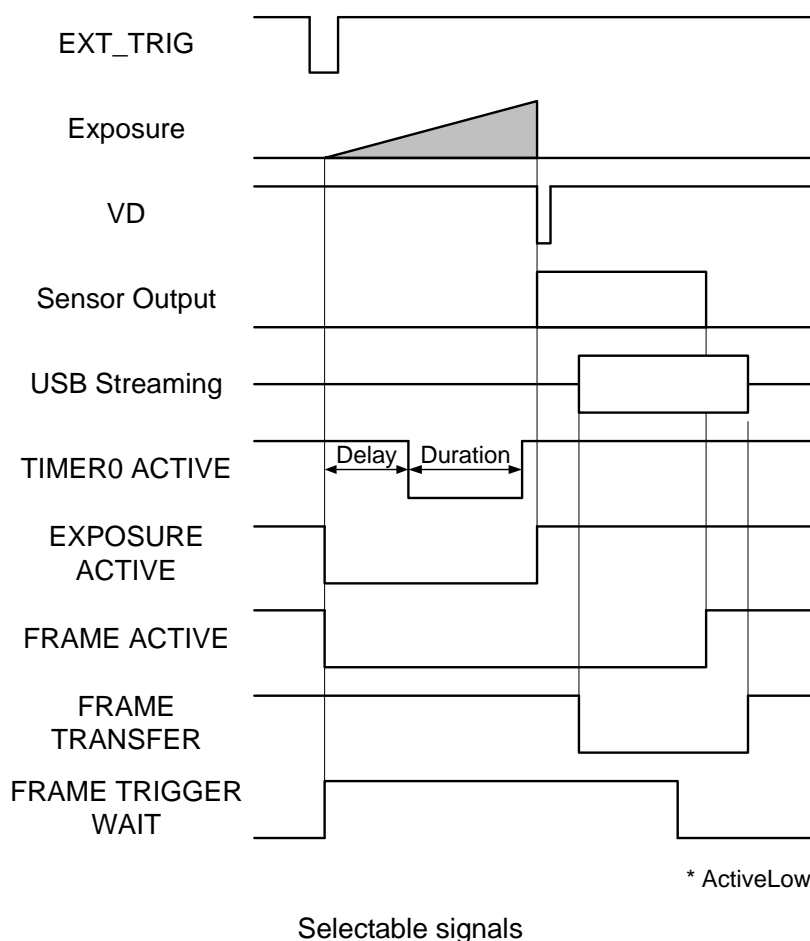 EXT_TRIG
Exposure
VD
Sensor Output
USB Streaming
TIMER0 ACTIVE
Delay
Duration
EXPOSURE
ACTIVE
FRAME ACTIVE
FRAME
TRANSFER
FRAME TRIGGER
WAIT
* ActiveLow
Selectable signals